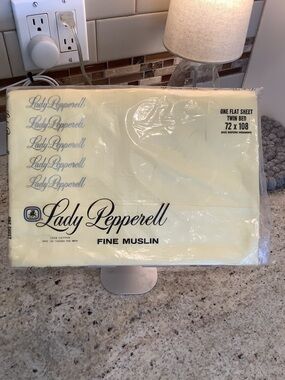 Lady Pepperell
Lady Pepperell
Lady Pepperell
Lady Pepperell
Lady Pepperell
ONE FLAT SHEET
TWIN BED
72 x 108
Lady Pepperell
FINE MUSLIN